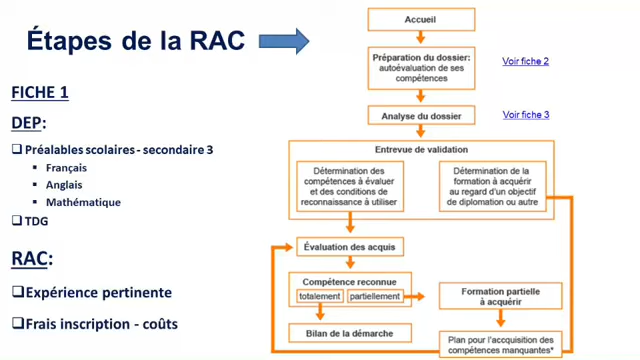 Étapes de la RAC
FICHE 1
DEP:
Préalables scolaires - secondaire 3
Français
Anglais
Mathématique
TDG
RAC:
Expérience pertinente
Frais inscription - coûts
Accueil
Préparation du dossier:
autoévaluation de ses
compétences
Voir fiche 2
Analyse du dossier
Voir fiche 3
Entrevue de validation
Détermination des
compétences à évaluer
et des conditions de
reconnaissance à utiliser
Détermination de la
formation à acquérir
au regard d'un objectif
de diplomation ou autre
Évaluation des acquis
Compétence reconnue
totalement
partiellement
Formation partielle
à acquérir
Bilan de la démarche
Plan pour l'accquisition des
compétences manquantes*